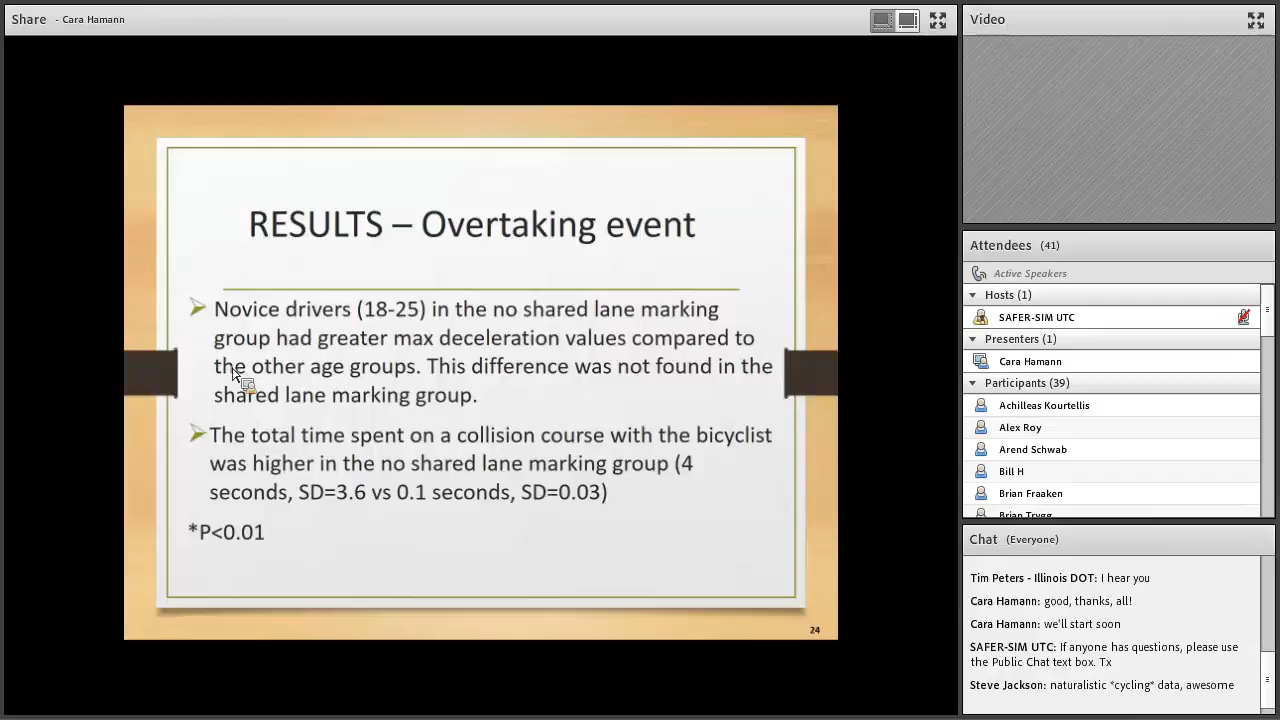 Share - Cara Hamann
RESULTS – Overtaking event
Novice drivers (18-25) in the no shared lane marking
group had greater max deceleration values compared to
the other age groups. This difference was not found in the
shared lane marking group.
The total time spent on a collision course with the bicyclist
was higher in the no shared lane marking group (4
seconds, SD=3.6 vs 0.1 seconds, SD=0.03)
*P<0.01
24
Video
Attendees (41)
Active Speakers
Hosts (1)
SAFER-SIM UTC
Presenters (1)
Cara Hamann
Participants (39)
Achilleas Kourtellis
Alex Roy
Arend Schwab
Bill H
Brian Fraaken
Brian Trygg
Chat (Everyone)
Tim Peters - Illinois DOT: I hear you
Cara Hamann: good, thanks, all!
Cara Hamann: we'll start soon
SAFER-SIM UTC: If anyone has questions, please use
the Public Chat text box. Tx
Steve Jackson: naturalistic *cycling* data, awesome